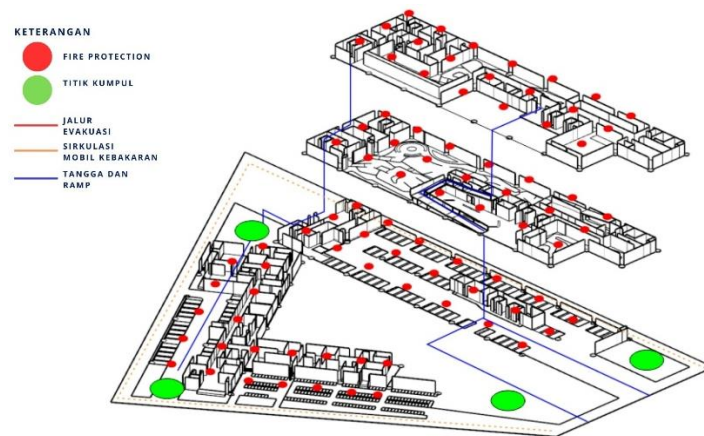 KETERANGAN
FIRE PROTECTION
TITIK KUMPUL
JALUR
EVAKUASI
SIRKULASI
MOBIL KEBAKARAN
TANGGA DAN
RAMP